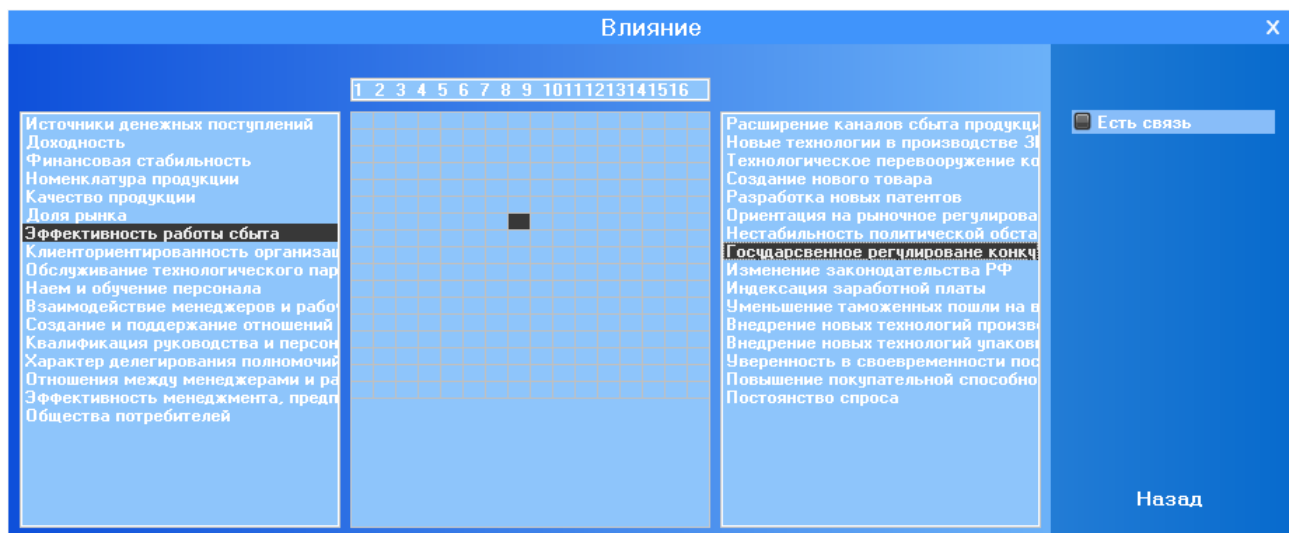 Влияние
X
1 2 3 4 5 6 7 8 9 10111213141516
Источники денежных поступлений
Доходность
Финансовая стабильность
Номенклатура продукции
Качество продукции
Доля рынка
Эффективность работы сбыта
Клиенториентированность организац
Обслуживание технологического пар
Наем и обучение персонала
Взаимодействие менеджеров и рабо
Создание и поддержание отношений
Квалификация руководства и персон
Характер делегирования полномочий
Отношения между менеджерами и ра
Эффективность менеджмента, предп
Общества потребителей
Расширение каналов сбыта продукци
Новые технологии в производстве ЗП
Технологическое перевооружение ко
Создание нового товара
Разработка новых патентов
Ориентация на рыночное регулирова
Нестабильность политической обста
Государсвенное регулироване конку
Изменение законодательства РФ
Индексация заработной платы
Уменьшение таможенных пошли на в
Внедрение новых технологий произв
Внедрение новых технологий упаков
Уверенность в своевременности пос
Повышение покупательной способно
Постоянство спроса
Есть связь
Назад